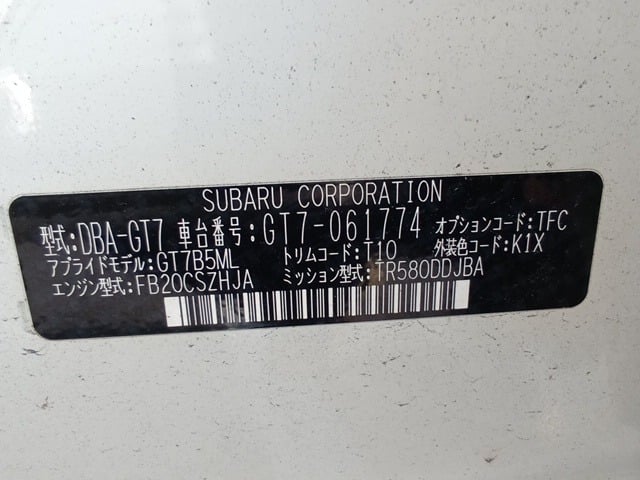 SUBARU CORPORATION
型式:DBA-GT7 車台番号:GT7-061774 オプションコード:TFC
アプライドモデル:GT7B5ML トリムコード:T10 外装色コード:K1X
エンジン型式:FB20CSZHJA ミッション型式:TR580DDJBA